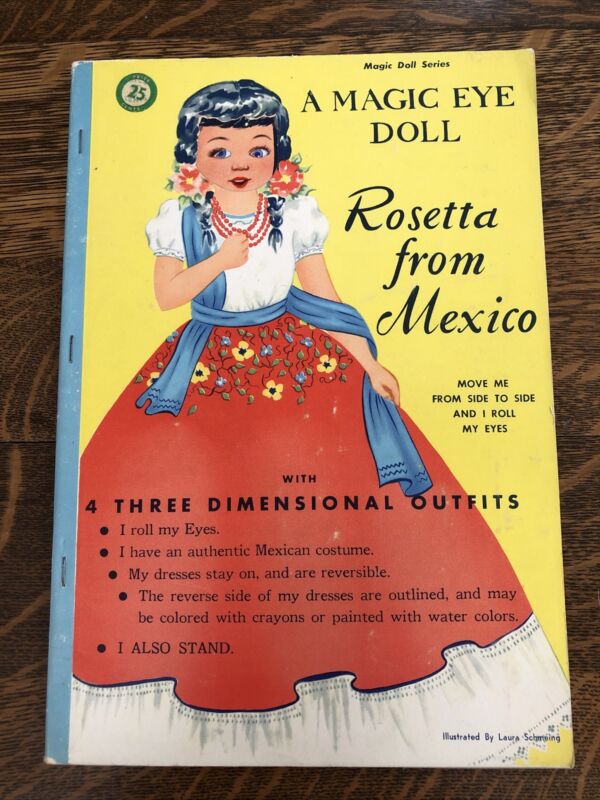 Magic Doll Series
PRICE
25
CENTS
A MAGIC EYE
DOLL
Rosetta
from
Mexico
MOVE ME
FROM SIDE TO SIDE
AND I ROLL
MY EYES
WITH
4 THREE DIMENSIONAL OUTFITS
● I roll my Eyes.
● I have an authentic Mexican costume.
● My dresses stay on, and are reversible.
● The reverse side of my dresses are outlined, and may
be colored with crayons or painted with water colors.
● I ALSO STAND.
Illustrated By Laura Schmiing